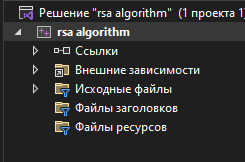 Решение "rsa algorithm" (1 проекта 1)
rsa algorithm
Ссылки
Внешние зависимости
Исходные файлы
Файлы заголовков
Файлы ресурсов